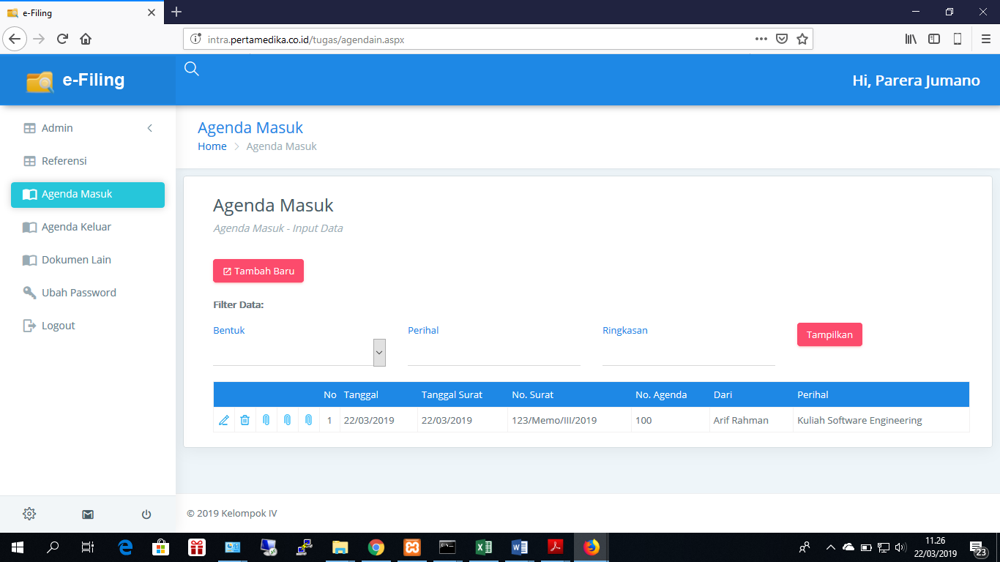 e-Filing
intra.pertamedika.co.id/tugas/agendain.aspx
e-Filing
Hi, Parera Jumano
Admin
Referensi
Agenda Masuk
Agenda Keluar
Dokumen Lain
Ubah Password
Logout
Agenda Masuk
Home > Agenda Masuk
Agenda Masuk
Agenda Masuk - Input Data
Tambah Baru
Filter Data:
Bentuk Perihal Ringkasan Tampilkan
No Tanggal Tanggal Surat No. Surat No. Agenda Dari Perihal
1 22/03/2019 22/03/2019 123/Memo/III/2019 100 Arif Rahman Kuliah Software Engineering
© 2019 Kelompok IV
11.26
22/03/2019
23